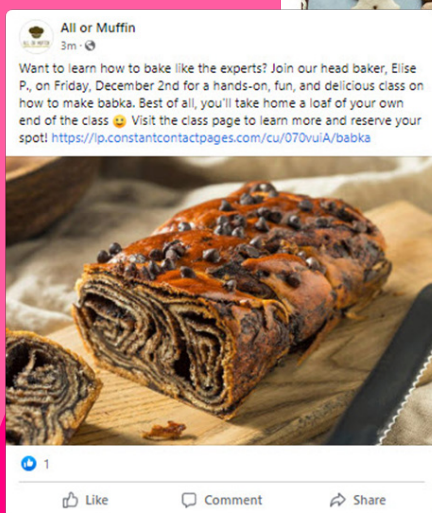 All or Muffin
3m ·
Want to learn how to bake like the experts? Join our head baker, Elise
P., on Friday, December 2nd for a hands-on, fun, and delicious class on
how to make babka. Best of all, you'll take home a loaf of your own
end of the class 😉 Visit the class page to learn more and reserve your
spot! https://lp.constantcontactpages.com/cu/070vuiA/babka
1
Like Comment Share